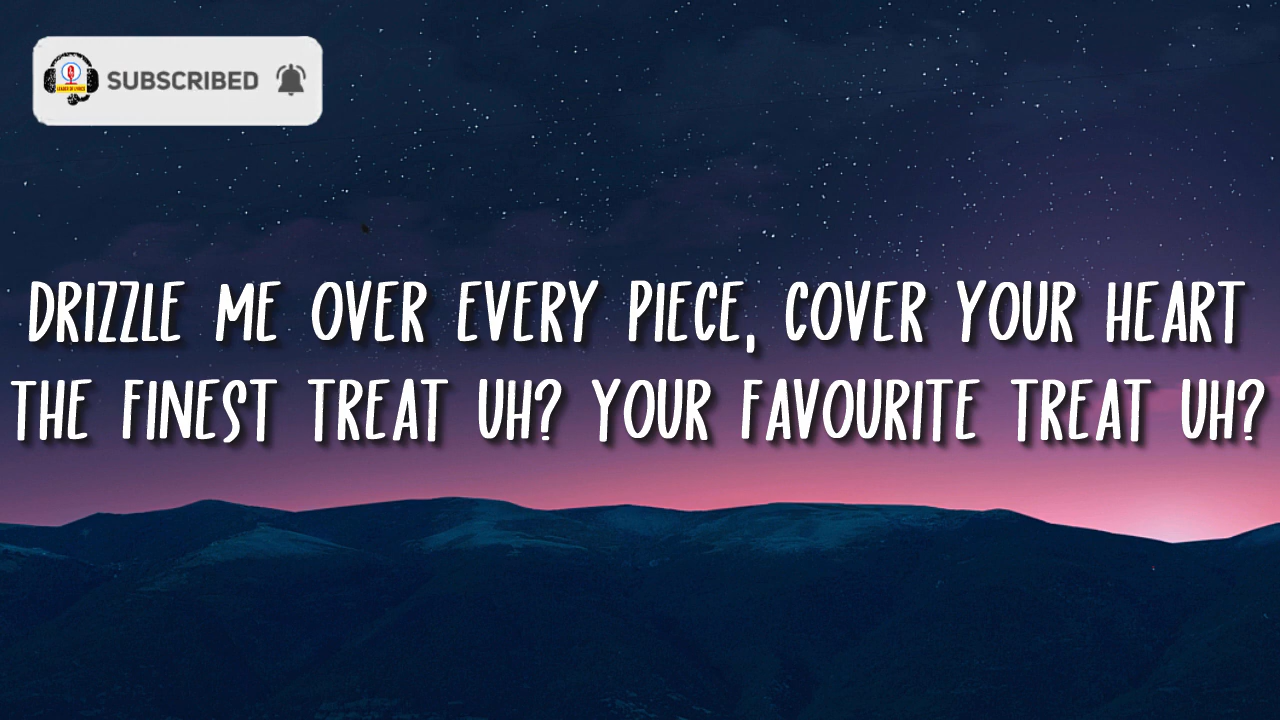 SUBSCRIBED
DRIZZLE ME OVER EVERY PIECE, COVER YOUR HEART
THE FINEST TREAT UH? YOUR FAVOURITE TREAT UH?